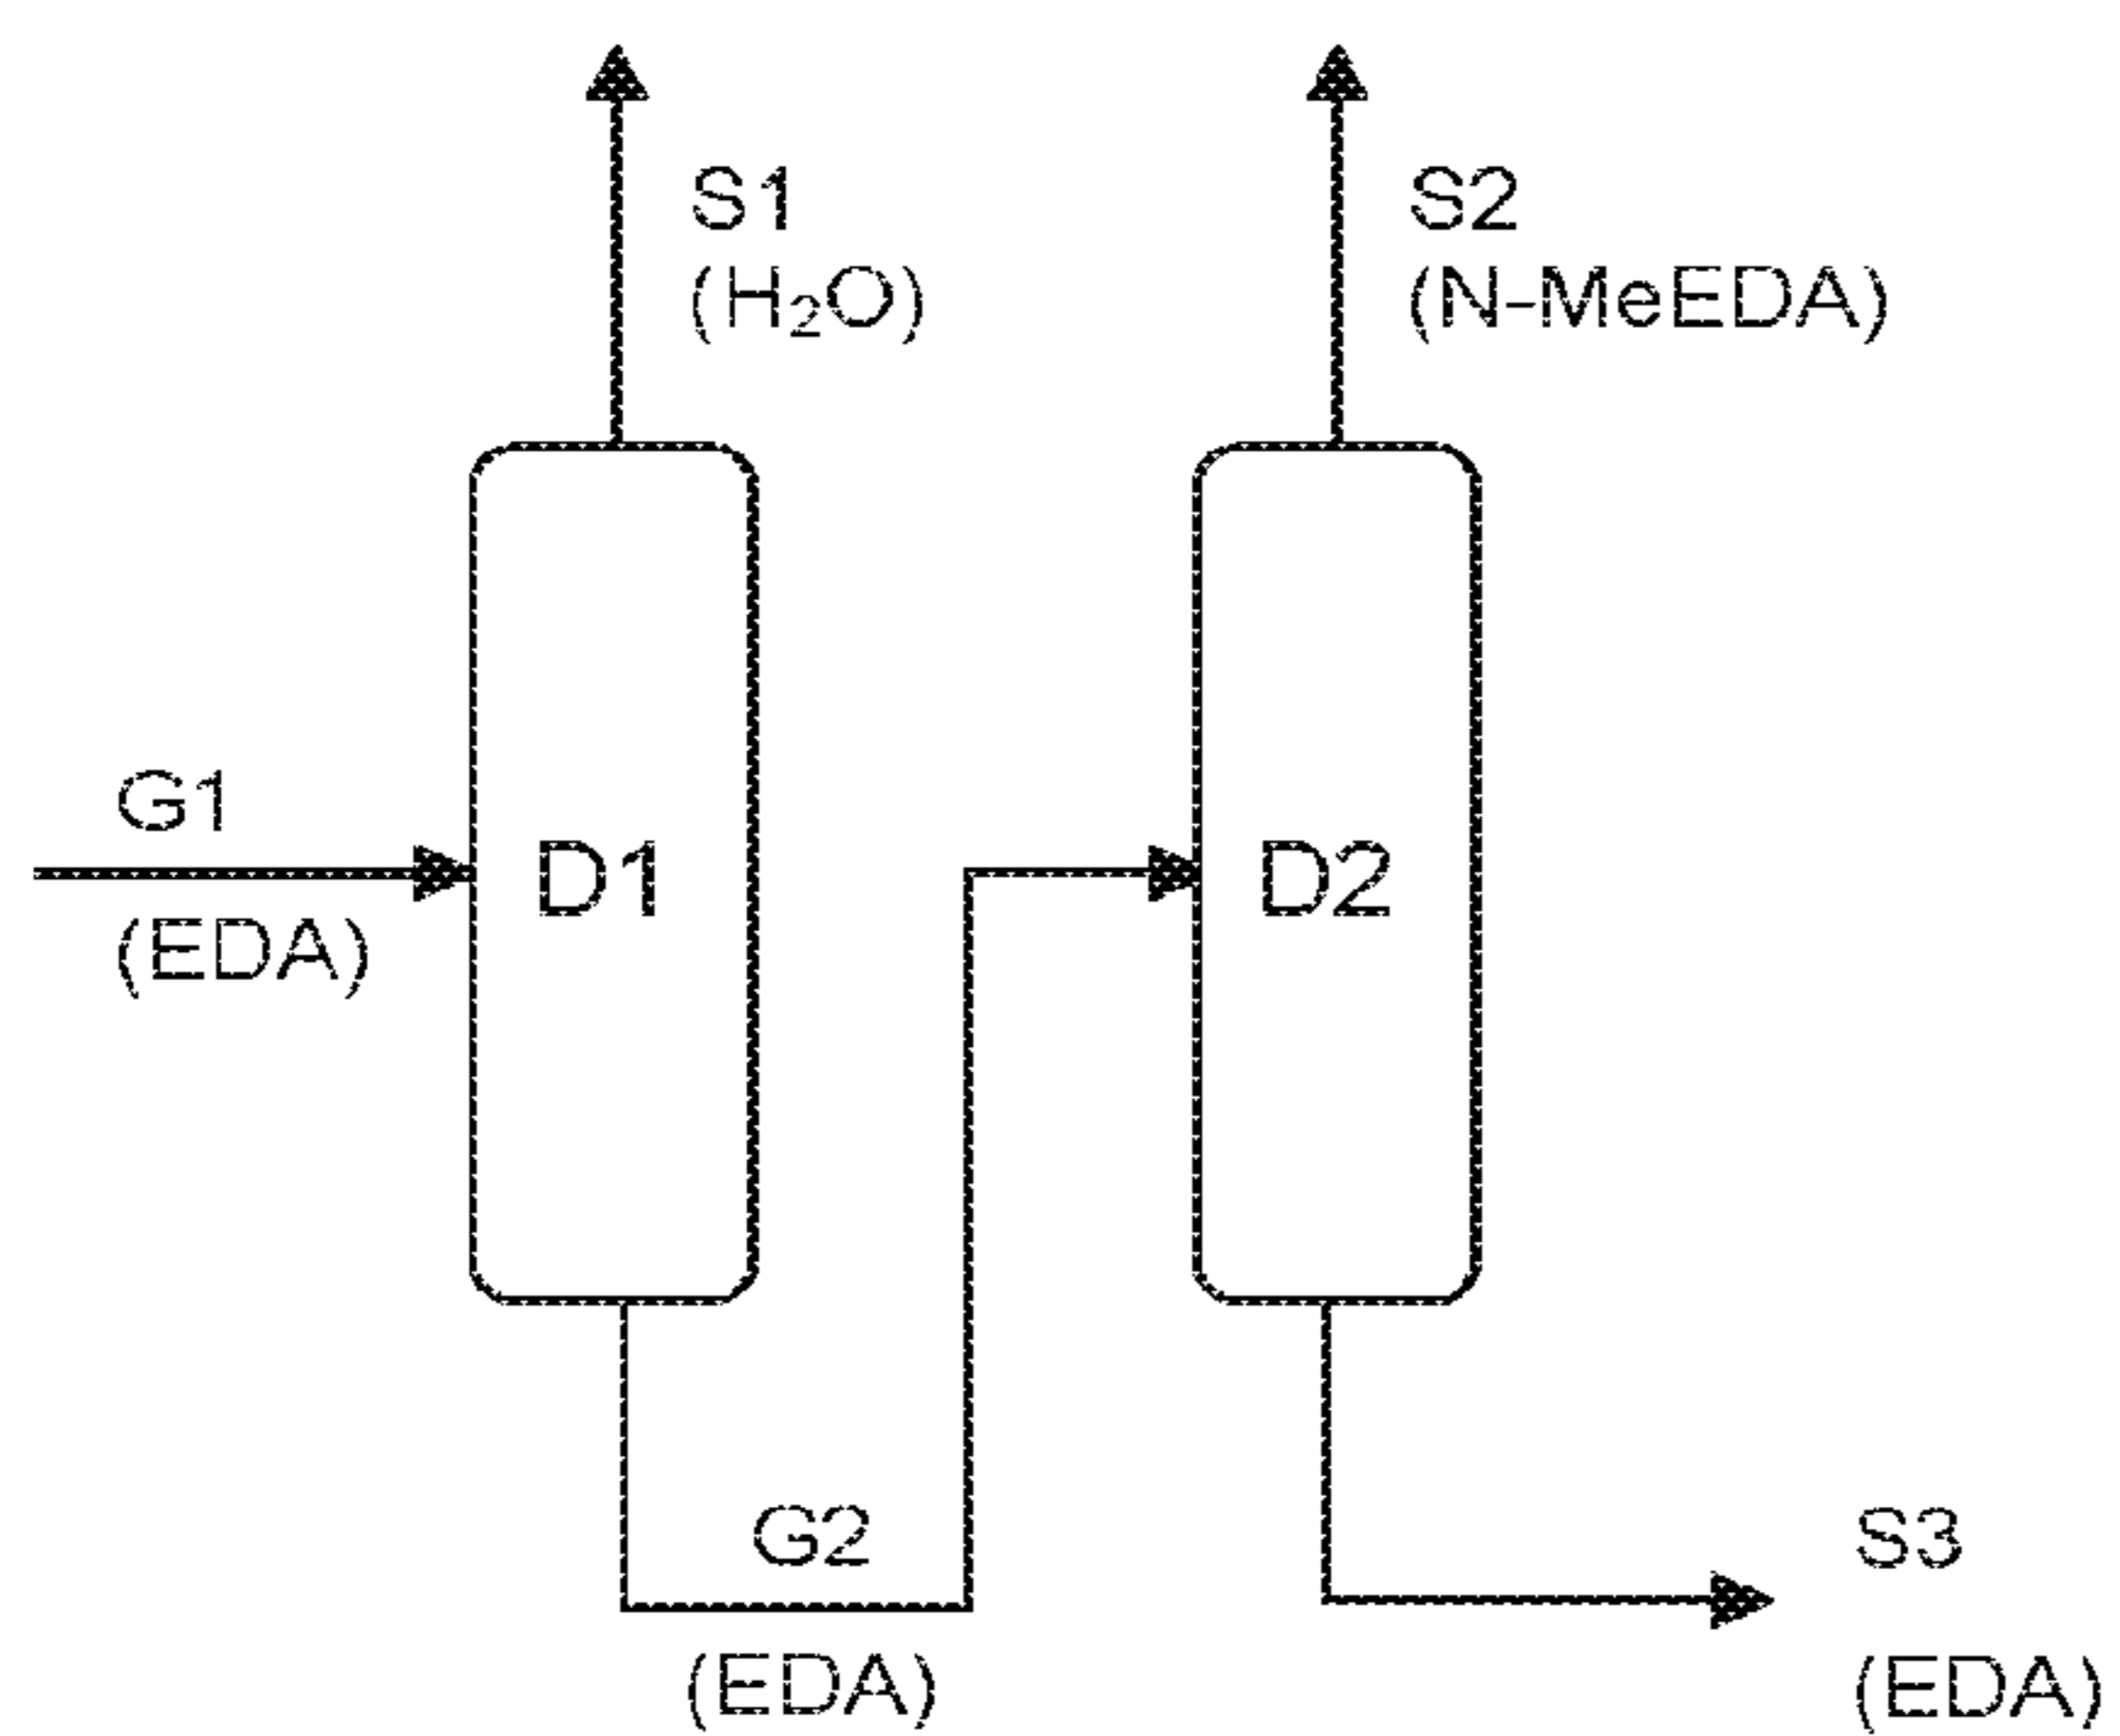 S1
(H₂O)
S2
(N-MeEDA)
G1
(EDA)
D1
D2
G2
(EDA)
S3
(EDA)